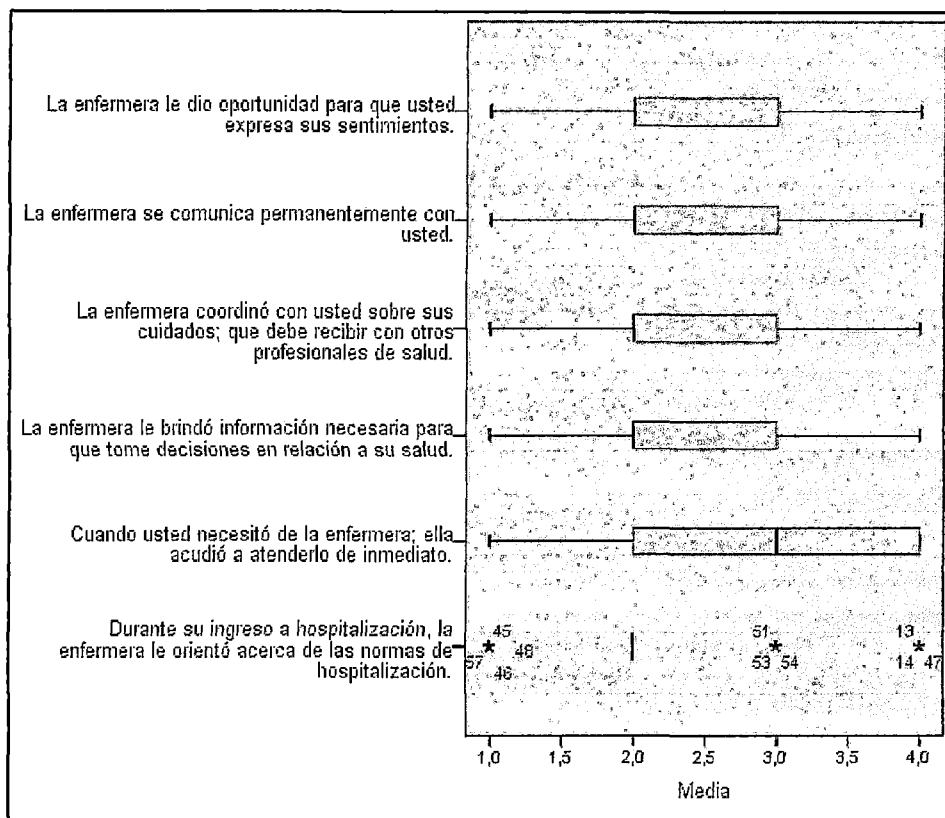 La enfermera le dio oportunidad para que usted
expresa sus sentimientos.
La enfermera se comunica permanentemente con
usted.
La enfermera coordinó con usted sobre sus
cuidados; que debe recibir con otros
profesionales de salud.
La enfermera le brindó información necesaria para
que tome decisiones en relación a su salud.
Cuando usted necesitó de la enfermera; ella
acudió a atenderlo de inmediato.
Durante su ingreso a hospitalización, la
enfermera le orientó acerca de las normas de
hospitalización.
45
57 48
46
51
53 54
13
14 47
1,0 1,5 2,0 2,5 3,0 3,5 4,0
Media